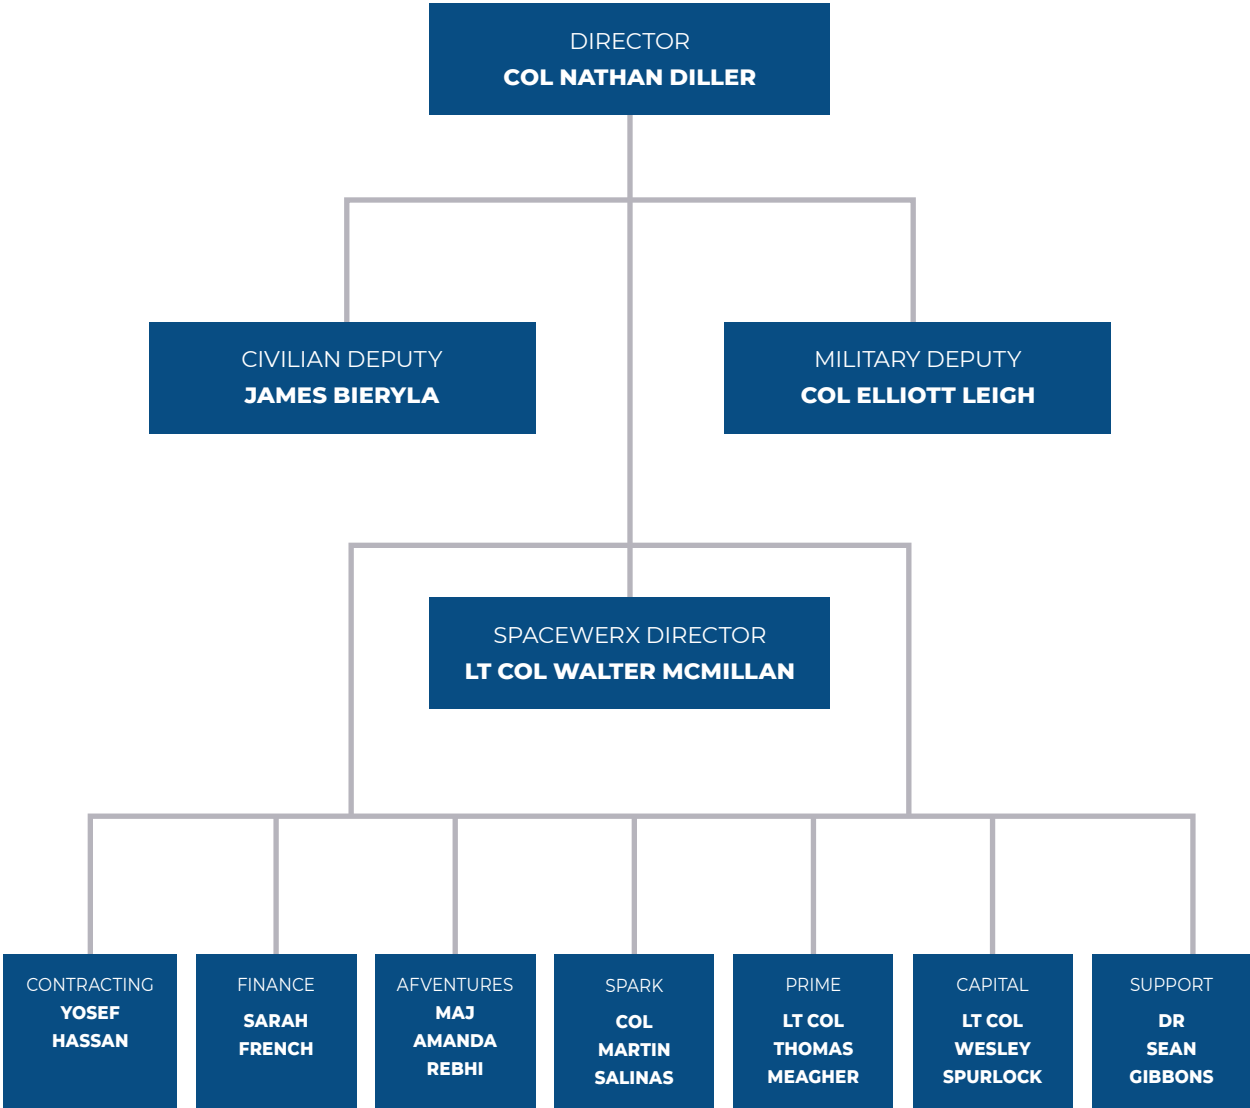 DIRECTOR
COL NATHAN DILLER
CIVILIAN DEPUTY
JAMES BIERYLA
MILITARY DEPUTY
COL ELLIOTT LEIGH
SPACEWERX DIRECTOR
LT COL WALTER MCMILLAN
CONTRACTING
YOSEF
HASSAN
FINANCE
SARAH
FRENCH
AFVENTURES
MAJ
AMANDA
REBHI
SPARK
COL
MARTIN
SALINAS
PRIME
LT COL
THOMAS
MEAGHER
CAPITAL
LT COL
WESLEY
SPURLOCK
SUPPORT
DR
SEAN
GIBBONS